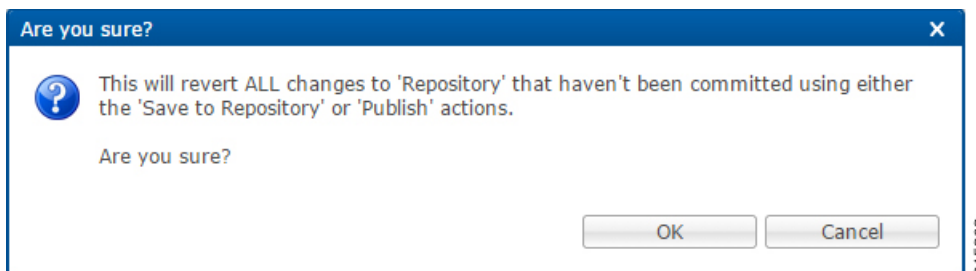 Are you sure?
This will revert ALL changes to 'Repository' that haven't been committed using either
the 'Save to Repository' or 'Publish' actions.
Are you sure?
OK
Cancel